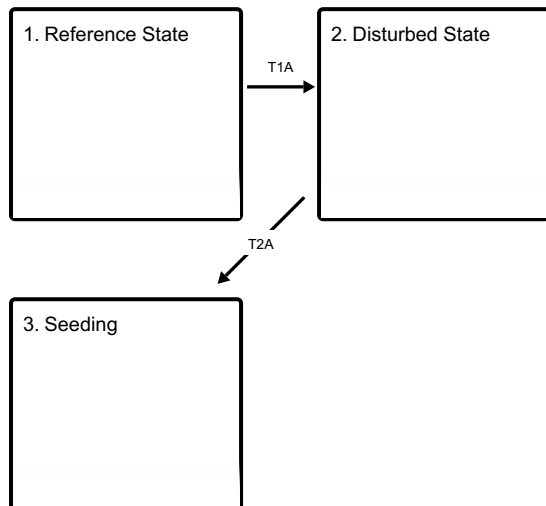 1. Reference State
2. Disturbed State
T1A
T2A
3. Seeding